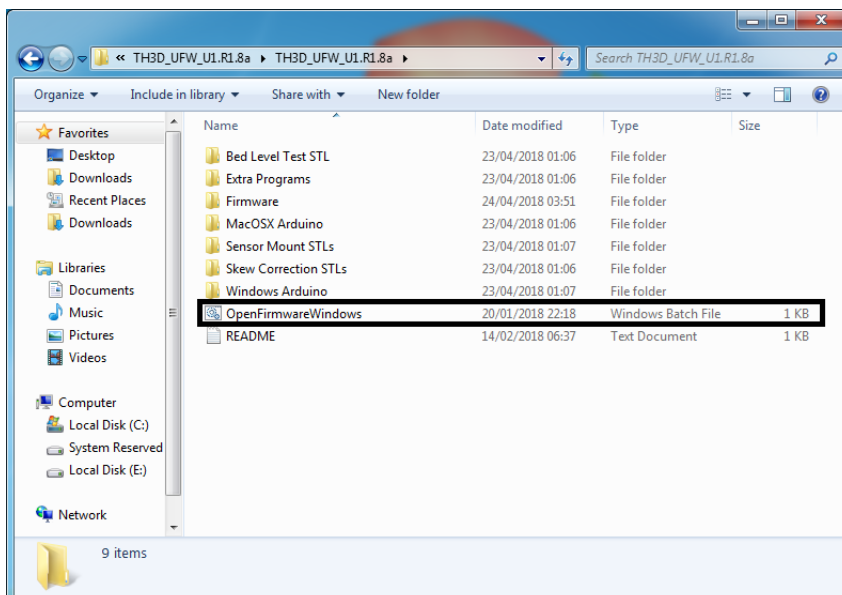 « TH3D_UFW_U1.R1.8a ▸ TH3D_UFW_U1.R1.8a ▸
Search TH3D_UFW_U1.R1.8a
Organize Include in library Share with New folder
Favorites
Desktop
Downloads
Recent Places
Downloads
Libraries
Documents
Music
Pictures
Videos
Computer
Local Disk (C:)
System Reserved
Local Disk (E:)
Network
Name Date modified Type Size
Bed Level Test STL 23/04/2018 01:06 File folder
Extra Programs 23/04/2018 01:06 File folder
Firmware 24/04/2018 03:51 File folder
MacOSX Arduino 23/04/2018 01:06 File folder
Sensor Mount STLs 23/04/2018 01:07 File folder
Skew Correction STLs 23/04/2018 01:06 File folder
Windows Arduino 23/04/2018 01:07 File folder
OpenFirmwareWindows 20/01/2018 22:18 Windows Batch File 1 KB
README 14/02/2018 06:37 Text Document 1 KB
9 items